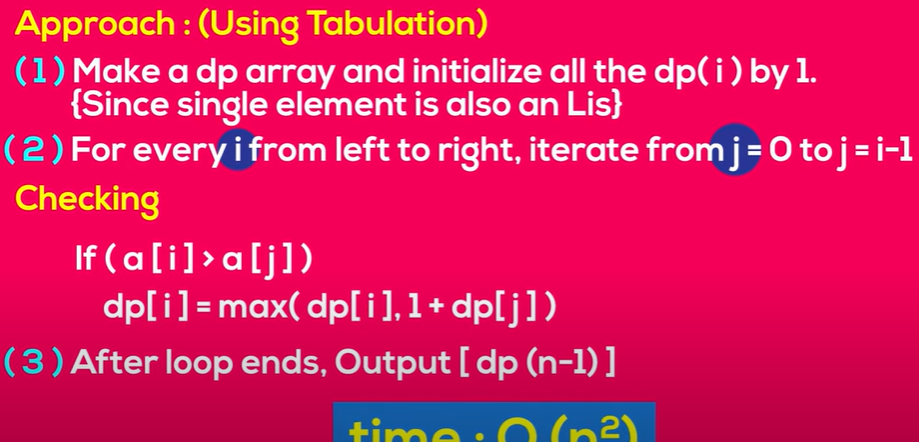 Approach : (Using Tabulation)
(1) Make a dp array and initialize all the dp(i) by 1.
{Since single element is also an Lis}
(2) For every i from left to right, iterate from j = 0 to j = i-1
Checking
If ( a [ i ] > a [ j ] )
dp[ i ] = max( dp[ i ], 1 + dp[ j ] )
(3) After loop ends, Output [ dp (n-1) ]
time : O (n²)